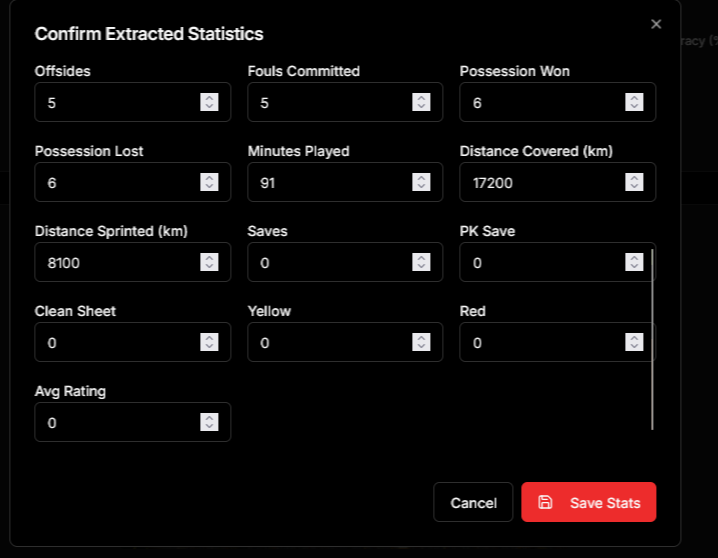 Confirm Extracted Statistics
racy (%
Offsides Fouls Committed Possession Won
5 5 6
Possession Lost Minutes Played Distance Covered (km)
6 91 17200
Distance Sprinted (km) Saves PK Save
8100 0 0
Clean Sheet Yellow Red
0 0 0
Avg Rating
0
Cancel Save Stats